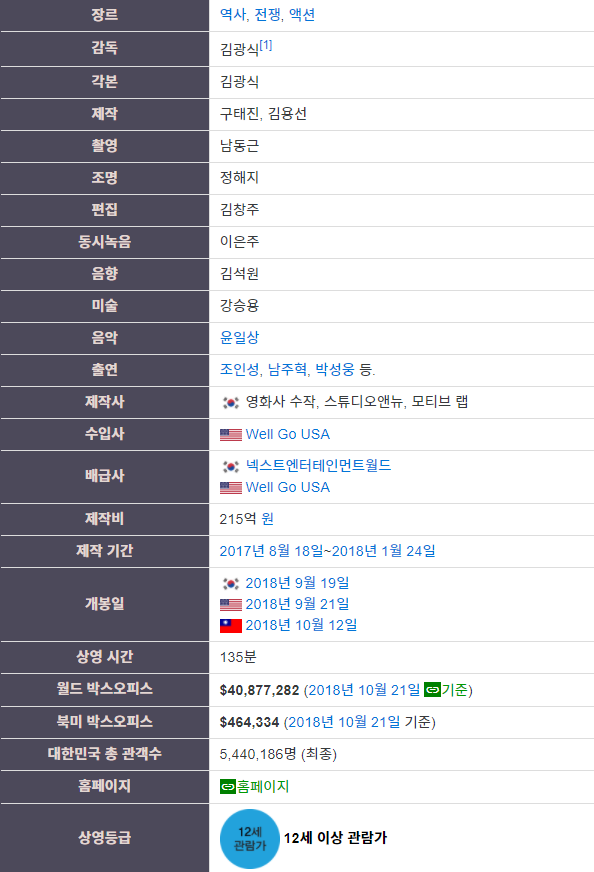 장르 역사, 전쟁, 액션
감독 김광식[1]
각본 김광식
제작 구태진, 김용선
촬영 남동근
조명 정해지
편집 김창주
동시녹음 이은주
음향 김석원
미술 강승용
음악 윤일상
출연 조인성, 남주혁, 박성웅 등.
제작사 영화사 수작, 스튜디오앤뉴, 모티브 랩
수입사 Well Go USA
배급사 넥스트엔터테인먼트월드
Well Go USA
제작비 215억 원
제작 기간 2017년 8월 18일~2018년 1월 24일
개봉일 2018년 9월 19일
2018년 9월 21일
2018년 10월 12일
상영 시간 135분
월드 박스오피스 $40,877,282 (2018년 10월 21일 기준)
북미 박스오피스 $464,334 (2018년 10월 21일 기준)
대한민국 총 관객수 5,440,186명 (최종)
홈페이지 홈페이지
상영등급 12세 관람가 12세 이상 관람가